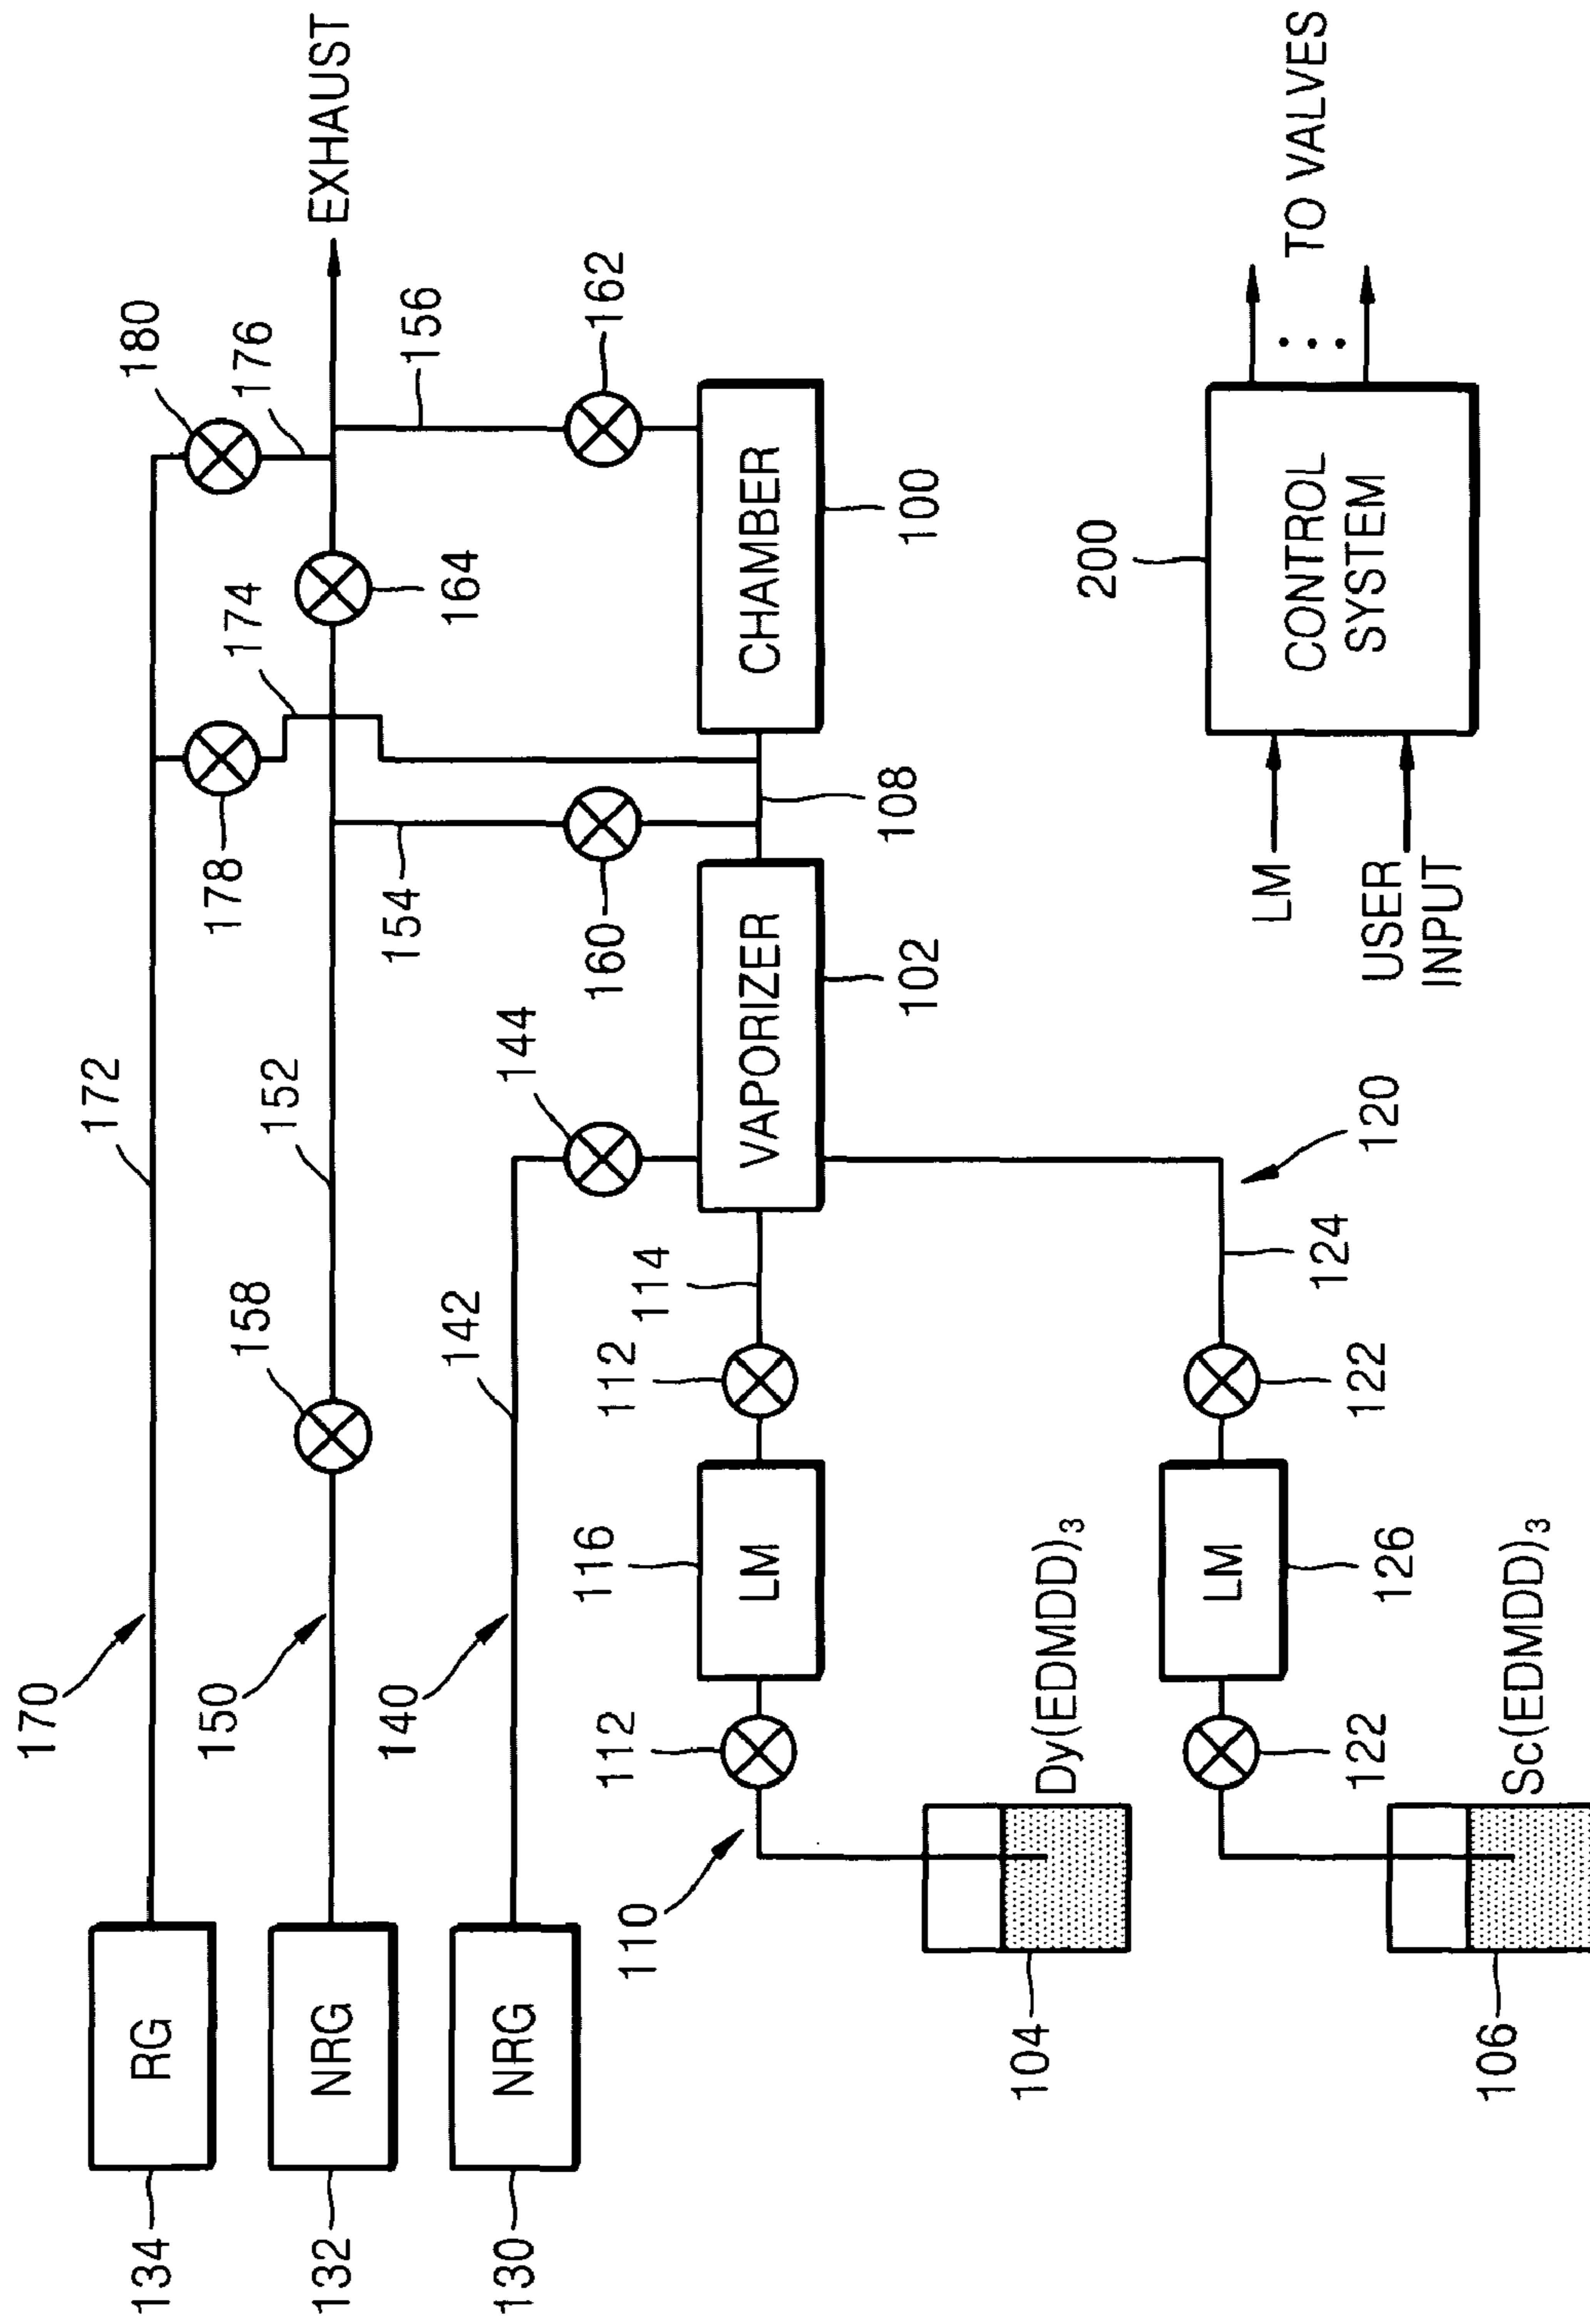 EXHAUST
180
176
156
162
174
164
CHAMBER
100
178
154
160
108
172
152
144
VAPORIZER
102
158
142
114
112
116
LM
112
120
124
122
126
LM
122
170
150
140
110
RG
134
NRG
132
NRG
130
Dy(EDMDD)3
104
Sc(EDMDD)3
106
200
CONTROL
SYSTEM
TO VALVES
LM
USER
INPUT